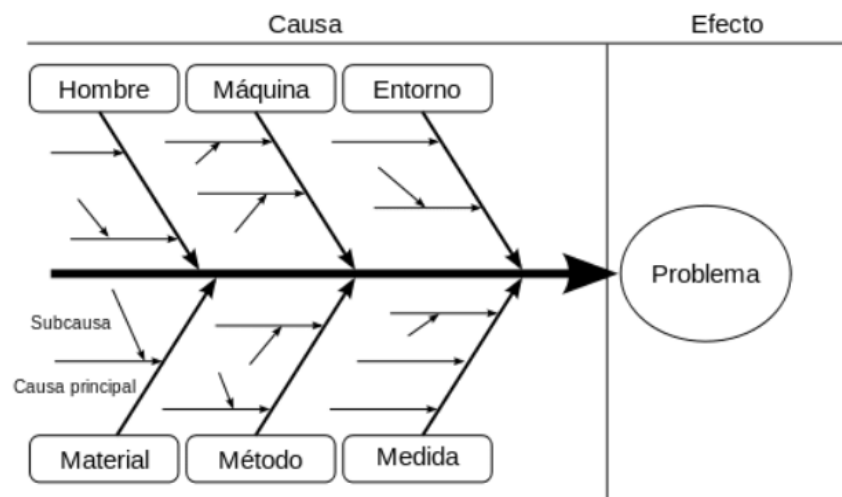 Causa
Efecto
Hombre
Máquina
Entorno
Problema
Subcausa
Causa principal
Material
Método
Medida